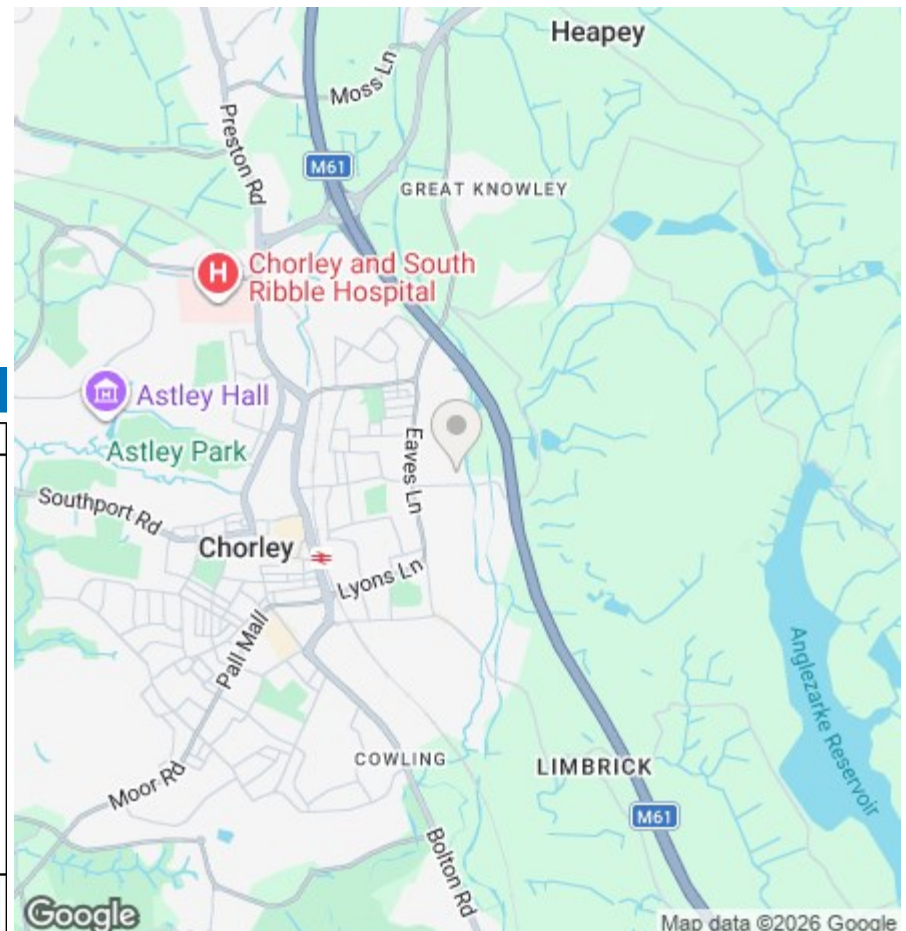 Heapey
Moss Ln
Preston Rd
M61
GREAT KNOWLEY
H
Chorley and South
Ribble Hospital
Astley Hall
Astley Park
Eaves Ln
Southport Rd
Chorley
Lyons Ln
Pall Mall
Anglezarke Reservoir
COWLING
LIMBRICK
Moor Rd
M61
Bolton Rd
Google
Map data ©2026 Google